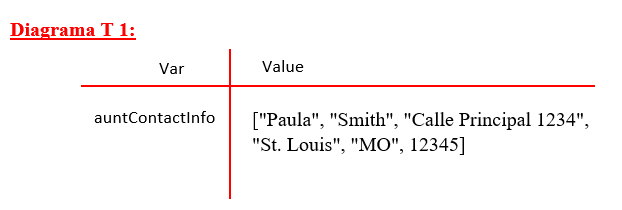 Diagrama T 1:
Var Value
auntContactInfo ["Paula", "Smith", "Calle Principal 1234",
"St. Louis", "MO", 12345]